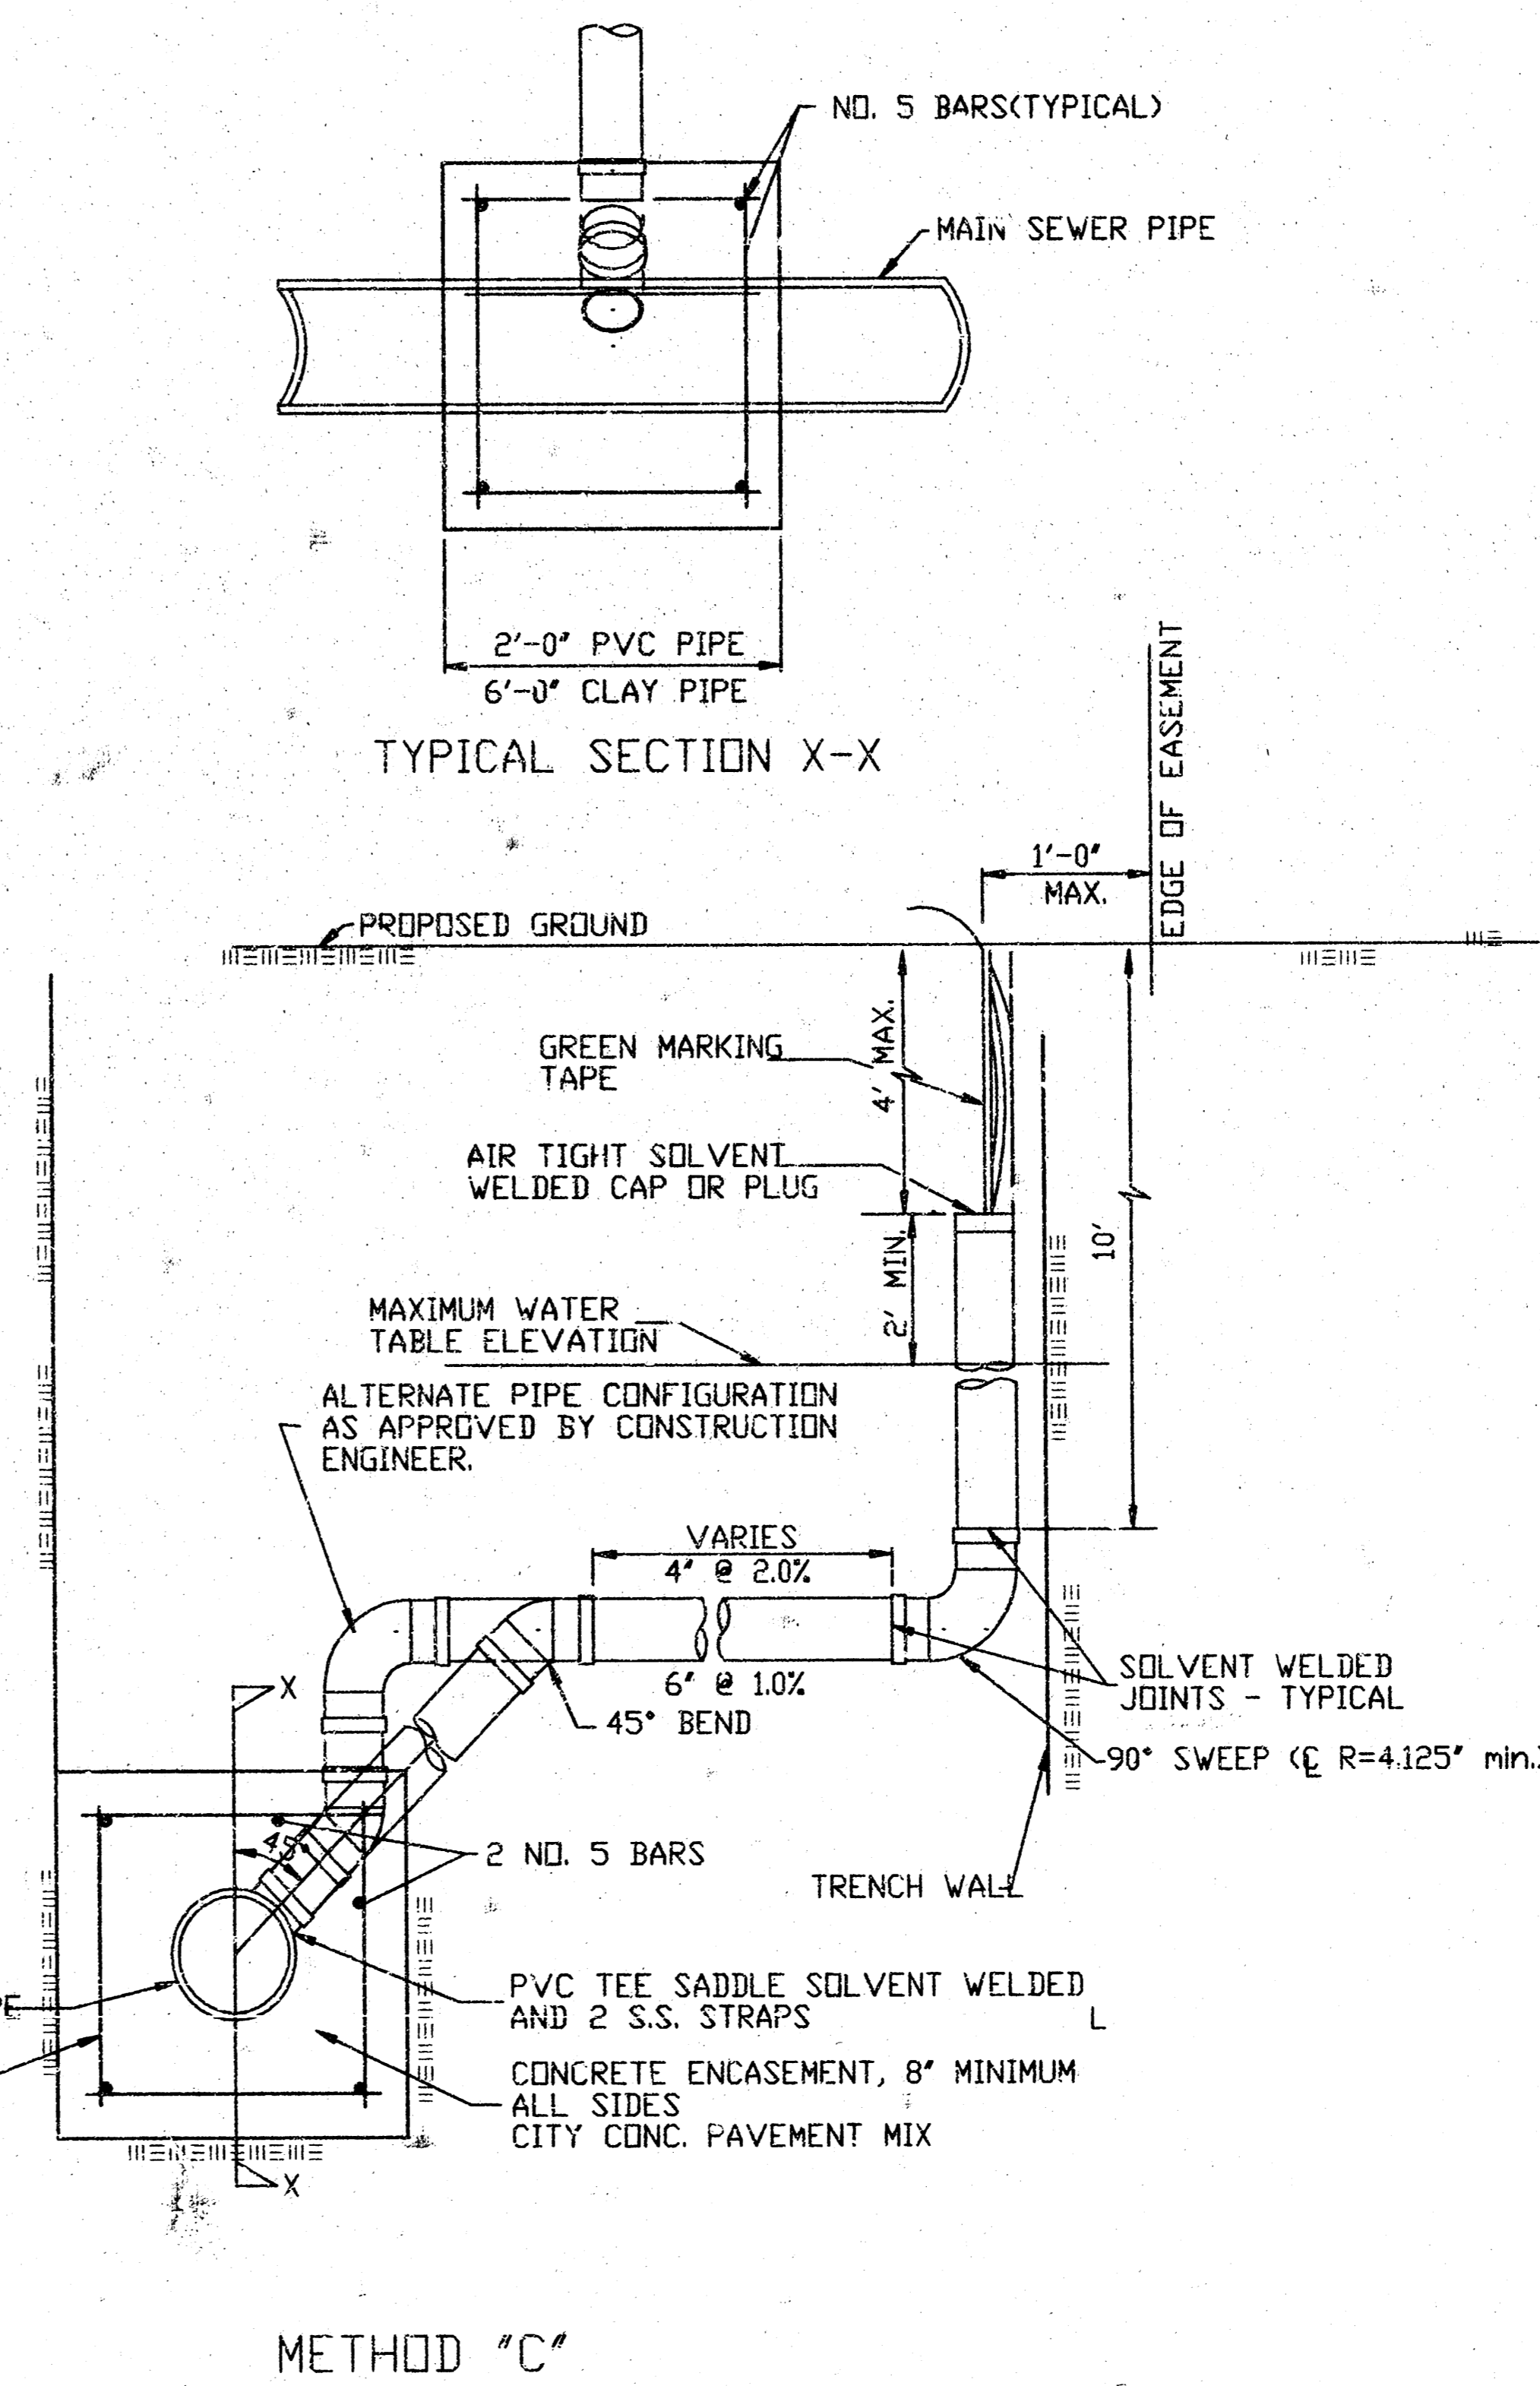 NO. 5 BARS(TYPICAL)
MAIN SEWER PIPE
2'-0" PVC PIPE
6'-0" CLAY PIPE
TYPICAL SECTION X-X
EDGE OF EASEMENT
1'-0"
MAX.
PROPOSED GROUND
GREEN MARKING
TAPE
4' MAX.
AIR TIGHT SOLVENT
WELDED CAP OR PLUG
2' MIN.
10'
MAXIMUM WATER
TABLE ELEVATION
ALTERNATE PIPE CONFIGURATION
AS APPROVED BY CONSTRUCTION
ENGINEER.
VARIES
4" @ 2.0%
6" @ 1.0%
45° BEND
SOLVENT WELDED
JOINTS - TYPICAL
90° SWEEP (℄ R=4.125" min.)
X
45°
2 NO. 5 BARS
TRENCH WALL
PVC TEE SADDLE SOLVENT WELDED
AND 2 S.S. STRAPS
L
CONCRETE ENCASEMENT, 8" MINIMUM
ALL SIDES
CITY CONC. PAVEMENT MIX
X
METHOD "C"